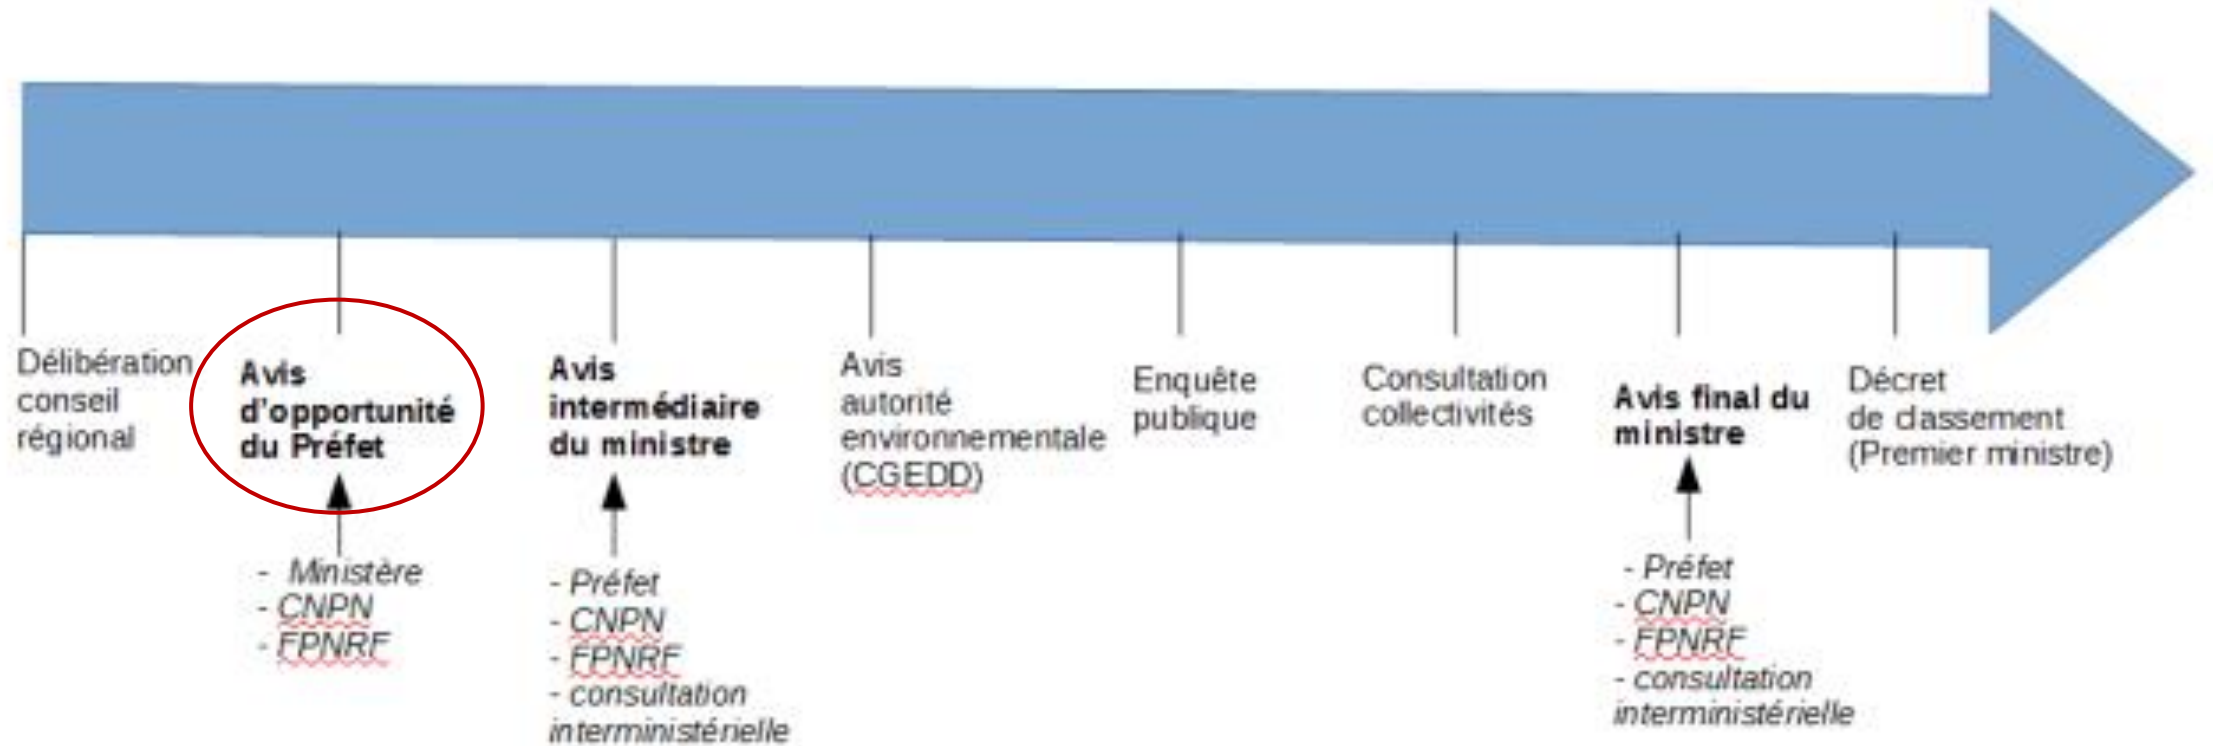 Délibération
conseil
régional
Avis
d'opportunité
du Préfet
- Ministère
- CNPN
- FPNRF
Avis
intermédiaire
du ministre
- Préfet
- CNPN
- FPNRF
- consultation
interministérielle
Avis
autorité
environnementale
(CGEDD)
Enquête
publique
Consultation
collectivités
Avis final du
ministre
- Préfet
- CNPN
- FPNRF
- consultation
interministérielle
Décret
de classement
(Premier ministre)